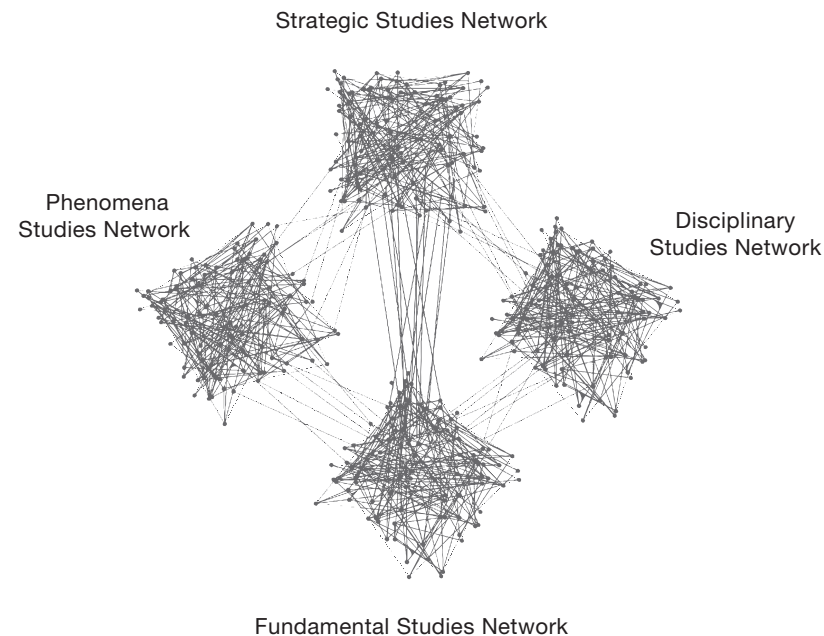 Strategic Studies Network
Phenomena
Studies Network
Disciplinary
Studies Network
Fundamental Studies Network